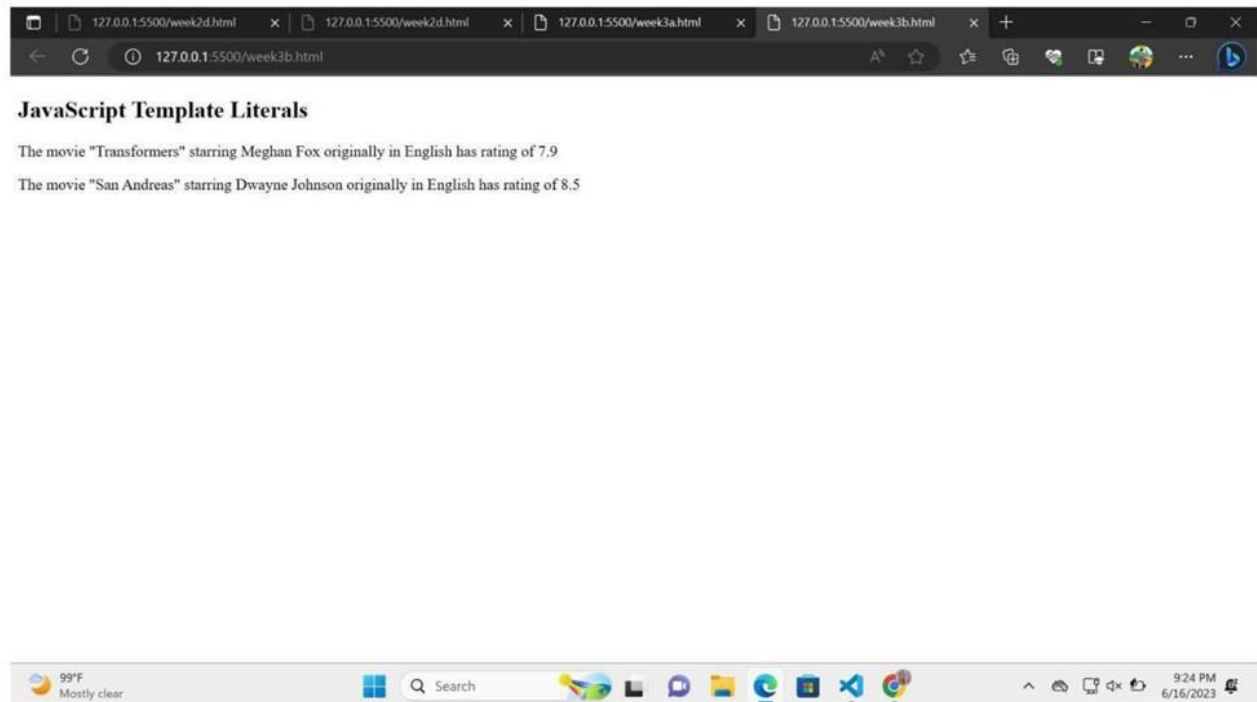 127.0.0.1:5500/week2d.html 127.0.0.1:5500/week2d.html 127.0.0.1:5500/week3a.html 127.0.0.1:5500/week3b.html
127.0.0.1:5500/week3b.html
JavaScript Template Literals
The movie "Transformers" starring Meghan Fox originally in English has rating of 7.9
The movie "San Andreas" starring Dwayne Johnson originally in English has rating of 8.5
99°F
Mostly clear
Search
9:24 PM
6/16/2023